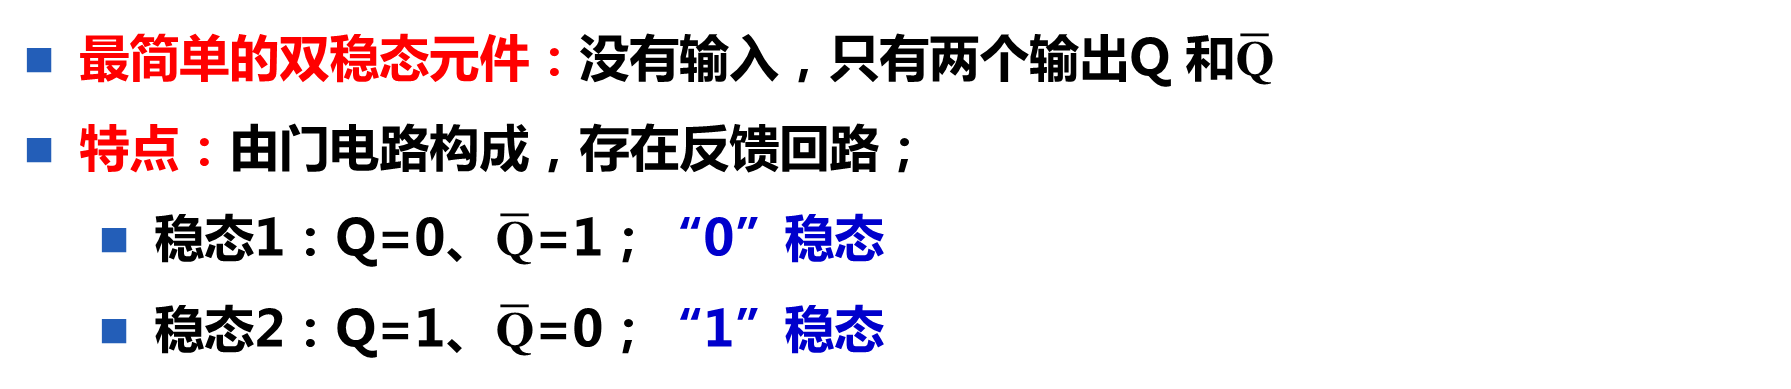 ■ 最简单的双稳态元件：没有输入，只有两个输出Q 和Q̅
■ 特点：由门电路构成，存在反馈回路；
■ 稳态1：Q=0、Q̅=1；“0”稳态
■ 稳态2：Q=1、Q̅=0；“1”稳态